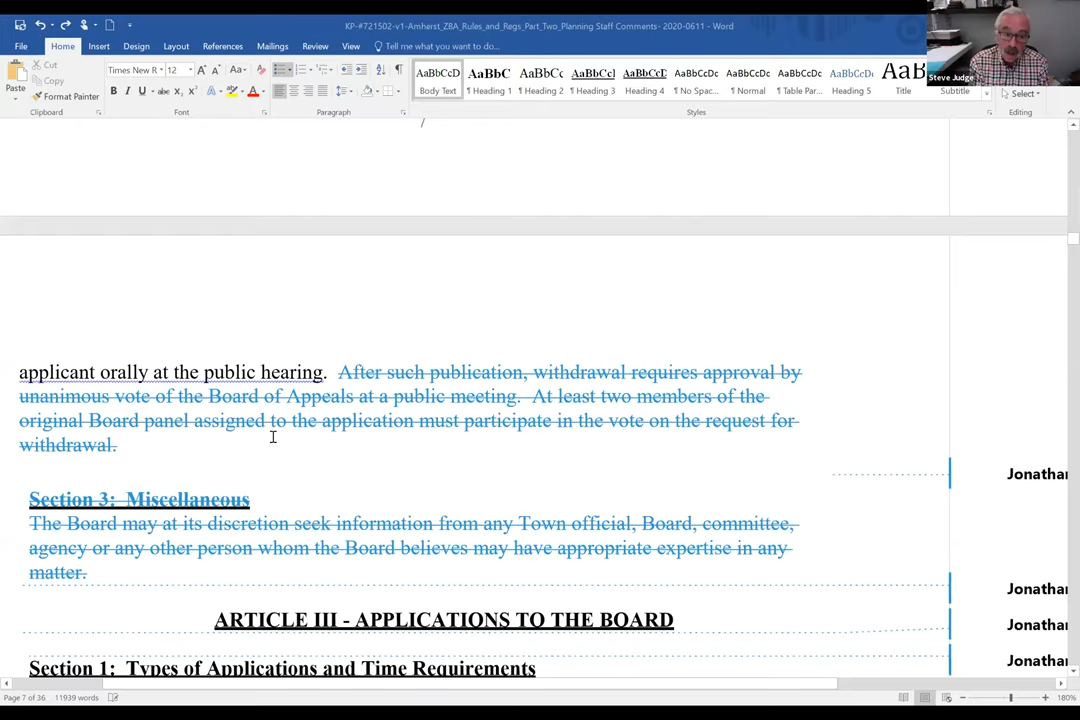 KP-#721502-v1-Amherst_ZBA_Rules_and_Regs_Part_Two_Planning Staff Comments- 2020-0611 - Word
File Home Insert Design Layout References Mailings Review View Tell me what you want to do...
Steve Judge
Paste Cut
Copy
Format Painter
Times New R 12
AaBbCcD AaBbC AaBbCc AaBbCcl AaBbCcD AaBbCcDc AaBbCcDc AaBbCcDc AaBbCcDc AaB
Body Text ¶ Heading 1 ¶ Heading 2 ¶ Heading 3 Heading 4 ¶ No Spac... ¶ Normal ¶ Table Par... Heading 5 Title Subtitle
Select
Clipboard Font Paragraph Styles Editing
applicant orally at the public hearing. After such publication, withdrawal requires approval by
unanimous vote of the Board of Appeals at a public meeting. At least two members of the
original Board panel assigned to the application must participate in the vote on the request for
withdrawal.
Jonathan
Section 3: Miscellaneous
The Board may at its discretion seek information from any Town official, Board, committee,
agency or any other person whom the Board believes may have appropriate expertise in any
matter.
Jonathan
ARTICLE III - APPLICATIONS TO THE BOARD
Jonathan
Jonathan
Section 1: Types of Applications and Time Requirements
Page 7 of 36 11939 words 180%